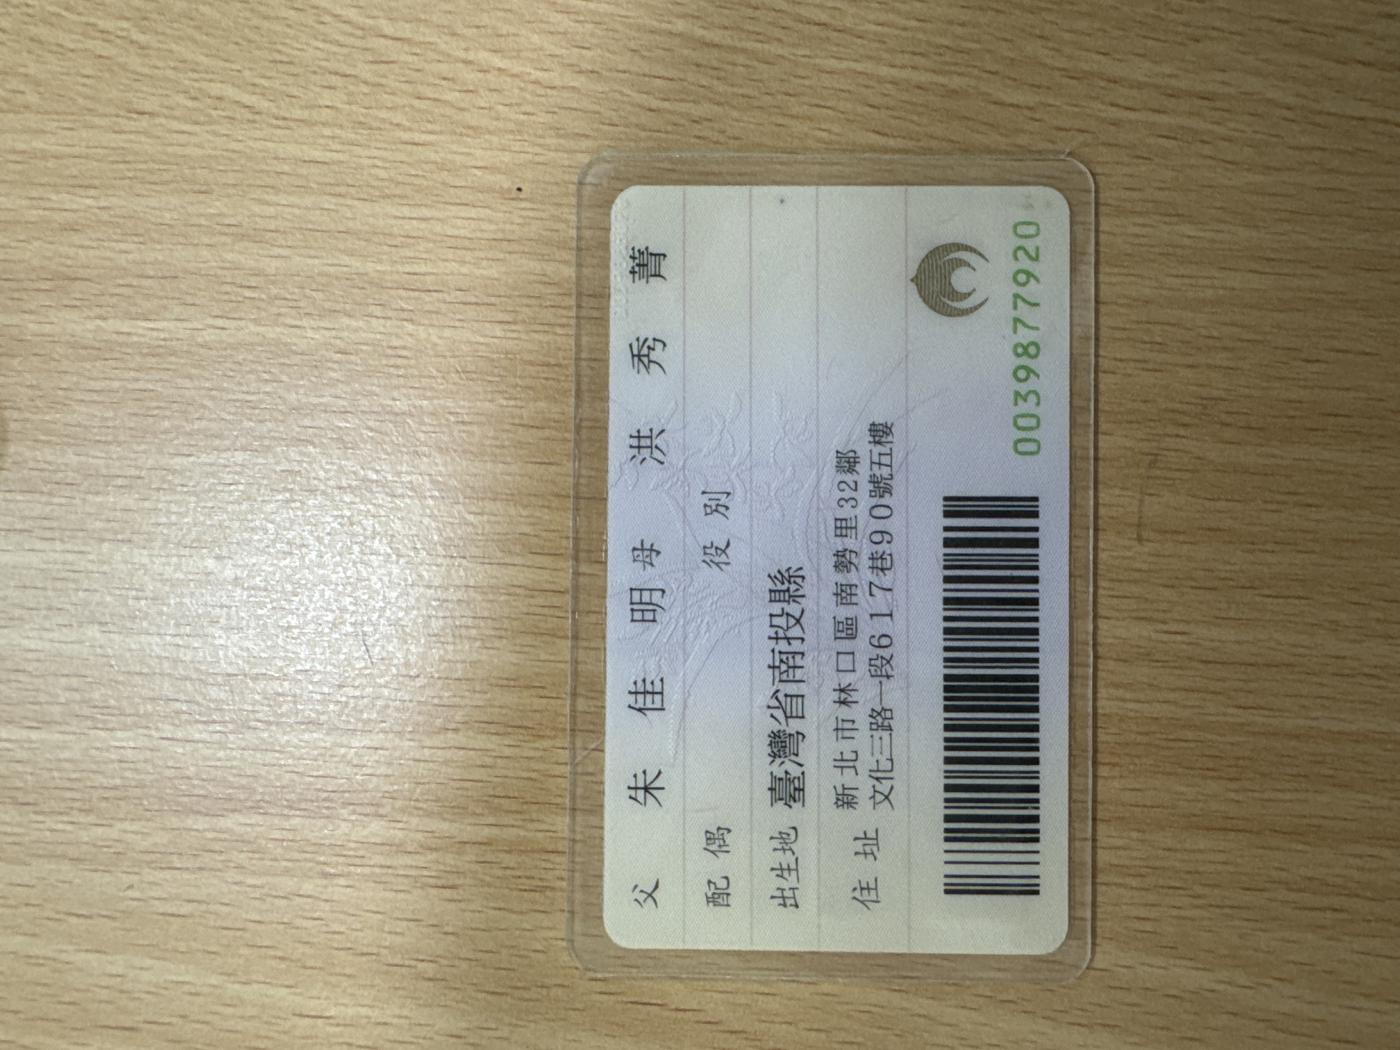 父 朱佳明 母 洪秀菁
配偶 役別
出生地 臺灣省南投縣
住址 新北市林口區南勢里32鄰
文化三路一段617巷90號五樓
0039877920